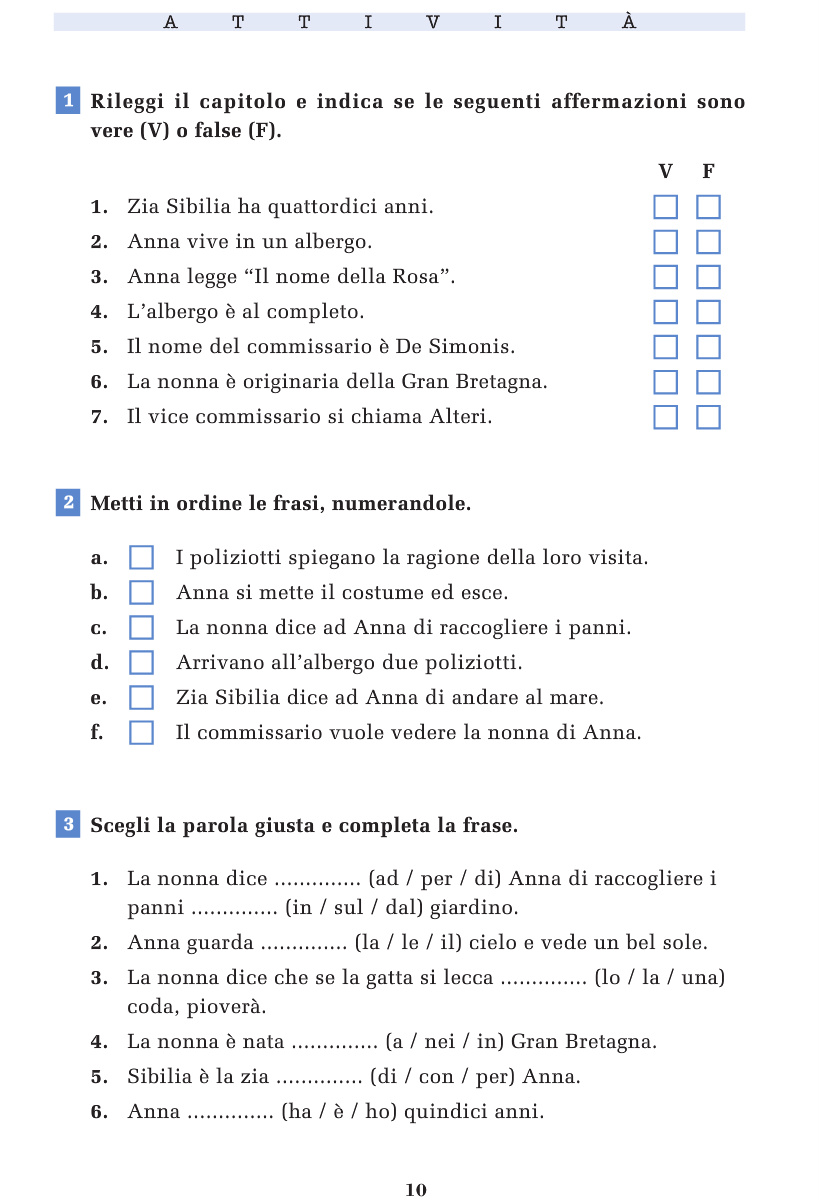 A T T I V I T À
1 Rileggi il capitolo e indica se le seguenti affermazioni sono
vere (V) o false (F).
V F
1. Zia Sibilia ha quattordici anni.
2. Anna vive in un albergo.
3. Anna legge “Il nome della Rosa”.
4. L’albergo è al completo.
5. Il nome del commissario è De Simonis.
6. La nonna è originaria della Gran Bretagna.
7. Il vice commissario si chiama Alteri.
2 Metti in ordine le frasi, numerandole.
a. I poliziotti spiegano la ragione della loro visita.
b. Anna si mette il costume ed esce.
c. La nonna dice ad Anna di raccogliere i panni.
d. Arrivano all’albergo due poliziotti.
e. Zia Sibilia dice ad Anna di andare al mare.
f. Il commissario vuole vedere la nonna di Anna.
3 Scegli la parola giusta e completa la frase.
1. La nonna dice .............. (ad / per / di) Anna di raccogliere i
panni .............. (in / sul / dal) giardino.
2. Anna guarda .............. (la / le / il) cielo e vede un bel sole.
3. La nonna dice che se la gatta si lecca .............. (lo / la / una)
coda, pioverà.
4. La nonna è nata .............. (a / nei / in) Gran Bretagna.
5. Sibilia è la zia .............. (di / con / per) Anna.
6. Anna .............. (ha / è / ho) quindici anni.
10